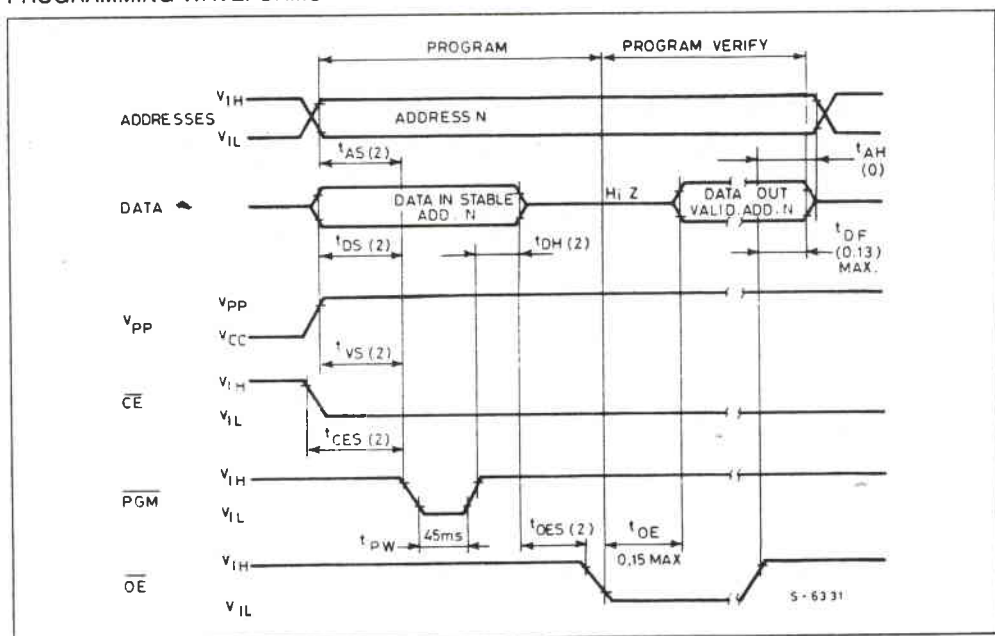 PROGRAM
PROGRAM VERIFY
ADDRESSES
VIH
VIL
ADDRESS N
tAS (2)
tAH
(0)
DATA
DATA IN STABLE
ADD. N
Hi Z
DATA OUT
VALID. ADD. N
tDS (2)
tDH (2)
tDF
(0.13)
MAX.
VPP
VPP
VCC
tVS (2)
CE
VIH
VIL
tCES (2)
PGM
VIH
VIL
tPW
45ms
tOES (2)
tOE
0,15 MAX
OE
VIH
VIL
S-6331